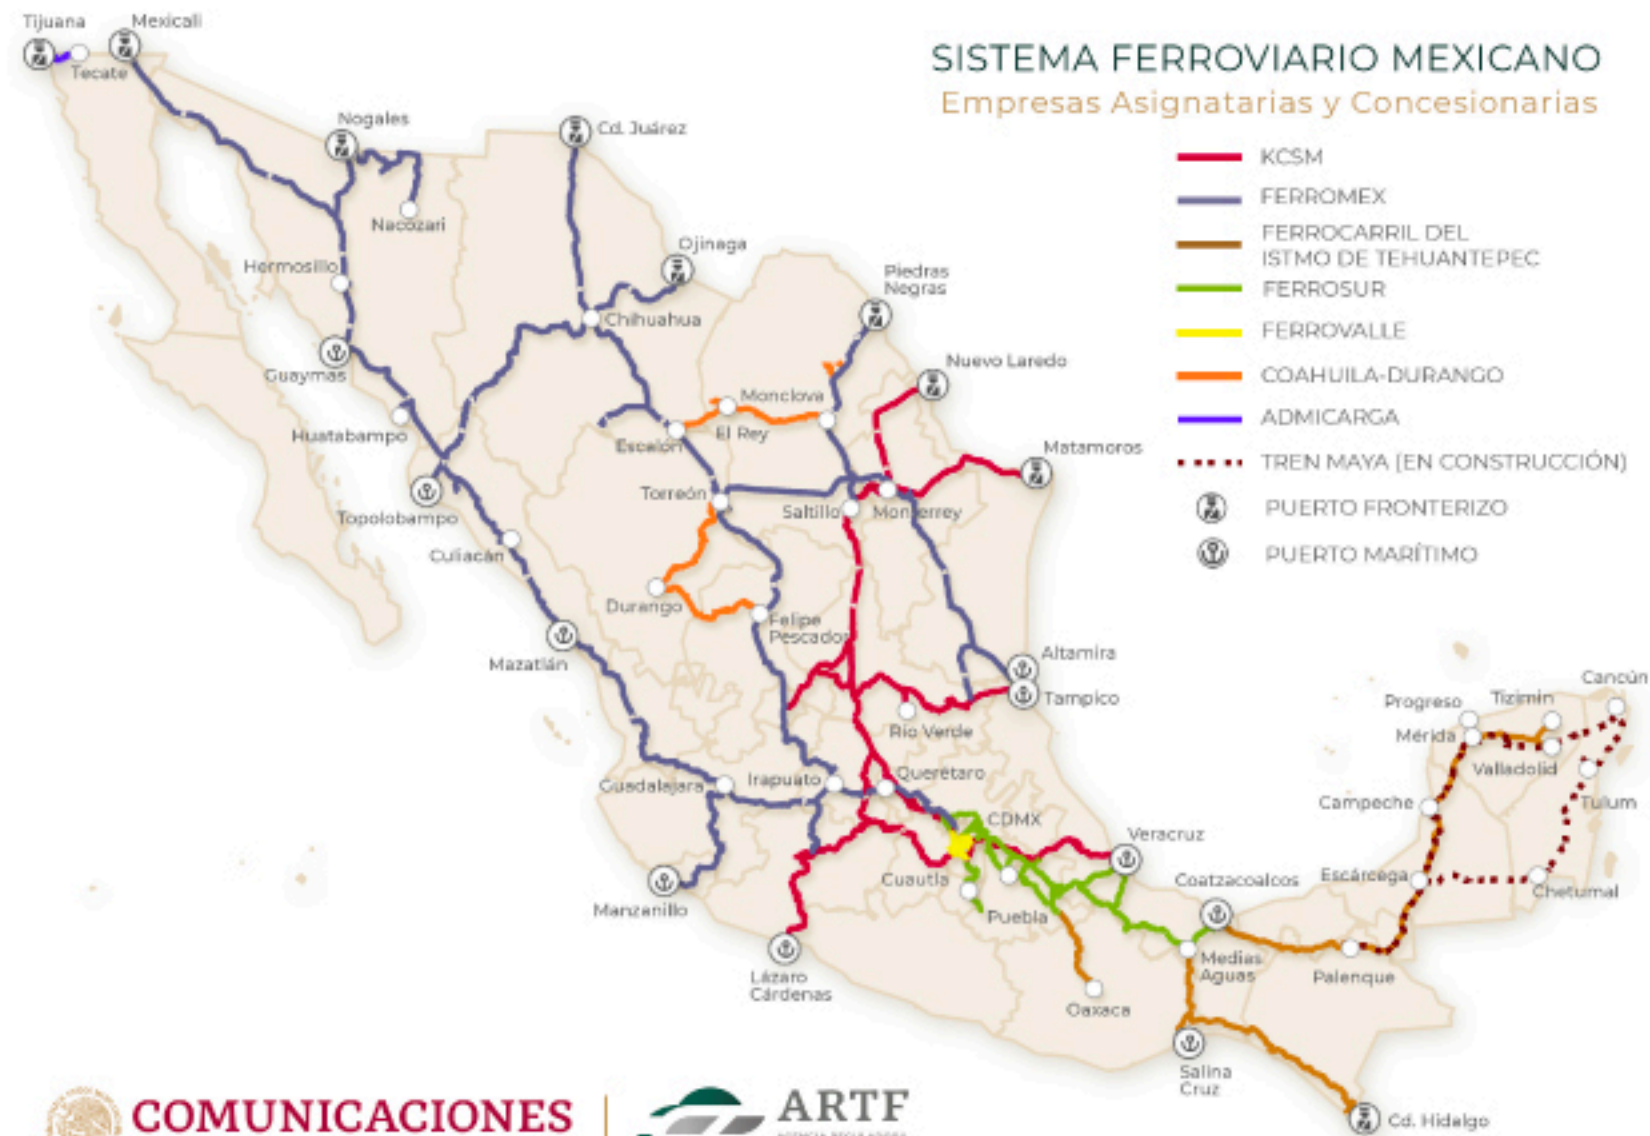 SISTEMA FERROVIARIO MEXICANO
Empresas Asignatarias y Concesionarias
KCSM
FERROMEX
FERROCARRIL DEL
ISTMO DE TEHUANTEPEC
FERROSUR
FERROVALLE
COAHUILA-DURANGO
ADMICARGA
TREN MAYA (EN CONSTRUCCIÓN)
PUERTO FRONTERIZO
PUERTO MARÍTIMO
Tijuana
Mexicali
Tecate
Nogales
Cd. Juárez
Nacozari
Hermosillo
Ojinaga
Piedras
Negras
Chihuahua
Guaymas
Nuevo Laredo
Monclova
Huatabampo
Escalón
El Rey
Matamoros
Torreón
Saltillo
Monterrey
Topolobampo
Culiacán
Durango
Felipe
Pescador
Mazatlán
Altamira
Tampico
Río Verde
Cancún
Progreso
Tizimin
Mérida
Valladolid
Guadalajara
Irapuato
Querétaro
Campeche
Tulum
CDMX
Veracruz
Cuautla
Coatzacoalcos
Escárcega
Chetumal
Manzanillo
Puebla
Lázaro
Cárdenas
Medias
Aguas
Palenque
Oaxaca
Salina
Cruz
Cd. Hidalgo
COMUNICACIONES
ARTF